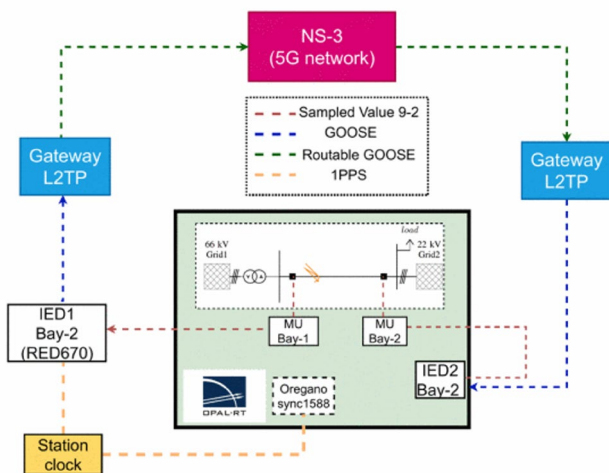 NS-3
(5G network)
Sampled Value 9-2
GOOSE
Routable GOOSE
1PPS
Gateway
L2TP
Gateway
L2TP
66 kV
Grid1
load
22 kV
Grid2
IED1
Bay-2
(RED670)
MU
Bay-1
MU
Bay-2
IED2
Bay-2
OPAL-RT
Oregano
sync1588
Station
clock